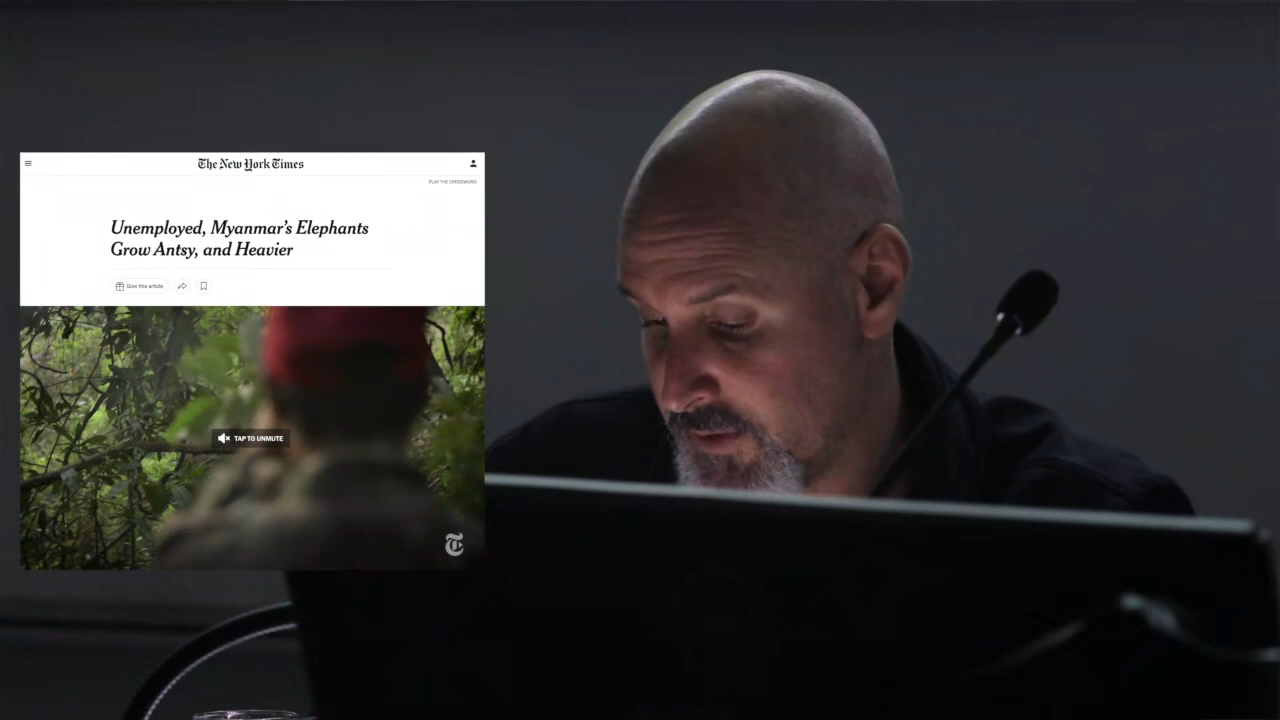 The New York Times
PLAY THE CROSSWORD
Unemployed, Myanmar's Elephants
Grow Antsy, and Heavier
Give this article
TAP TO UNMUTE
T